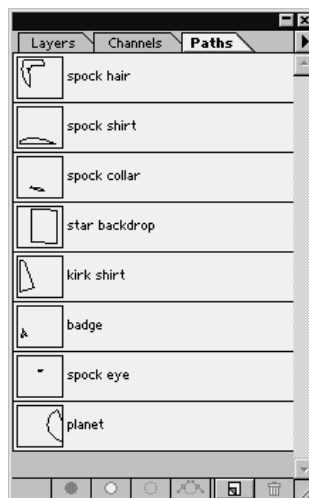 Layers Channels Paths
spock hair
spock shirt
spock collar
star backdrop
kirk shirt
badge
spock eye
planet